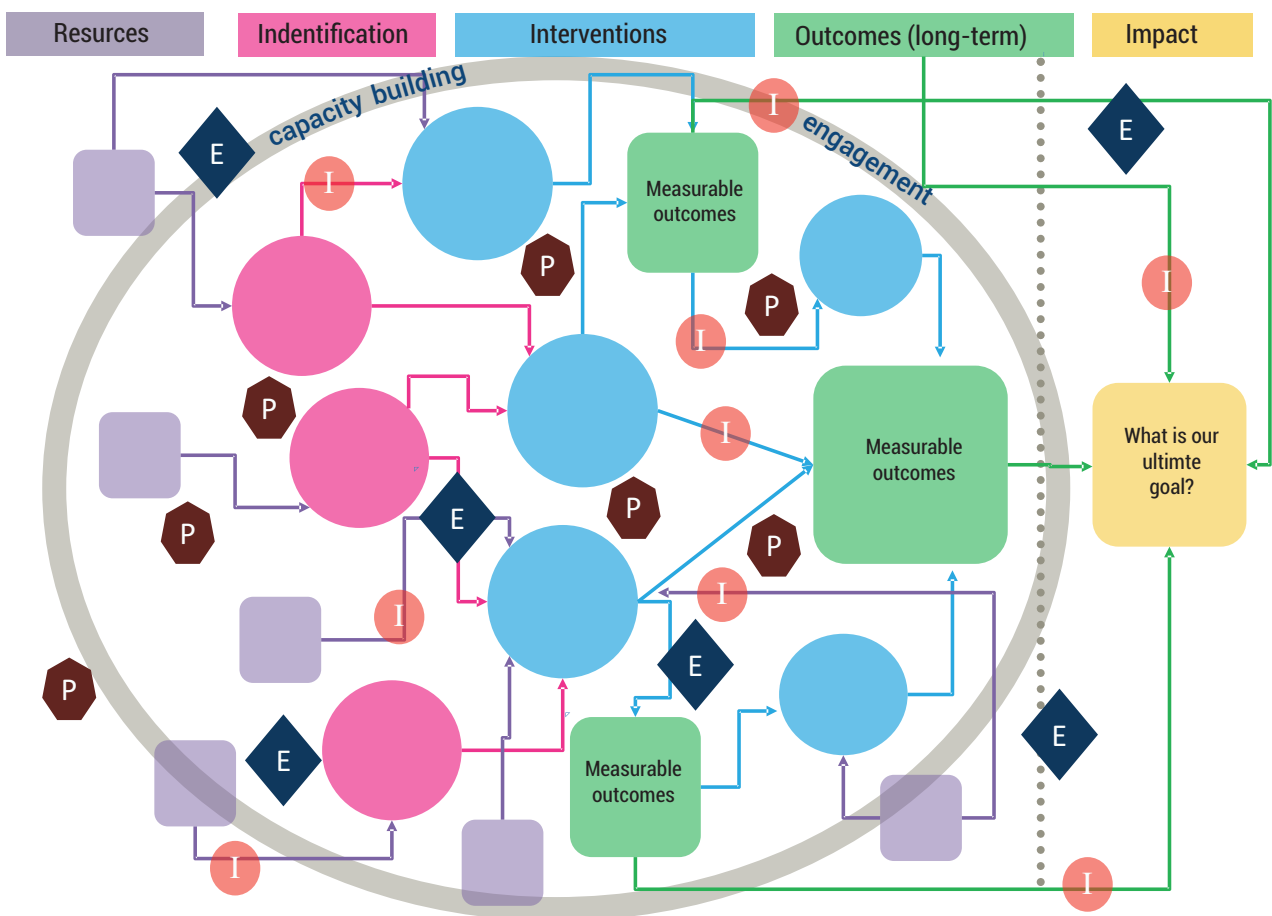 Resurces
Indentification
Interventions
Outcomes (long-term)
Impact
capacity building
I
engagement
E
E
I
Measurable
outcomes
P
P
I
I
P
What is our
ultimte
goal?
I
Measurable
outcomes
E
P
P
P
I
I
E
P
E
E
Measurable
outcomes
I
I